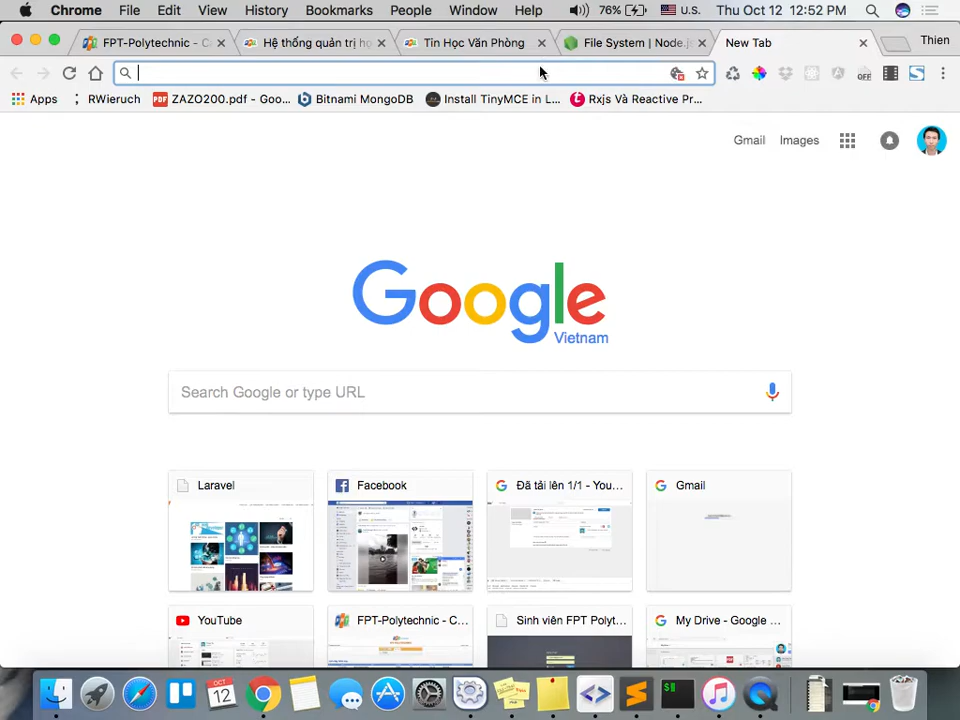 Chrome File Edit View History Bookmarks People Window Help 76% U.S. Thu Oct 12 12:52 PM
FPT-Polytechnic - C
Hệ thống quản trị họ
Tin Học Văn Phòng
File System | Node.j
New Tab
Thien
OFF
Apps
RWieruch
PDF ZAZO200.pdf - Goo...
Bitnami MongoDB
Install TinyMCE in L...
t Rxjs Và Reactive Pr...
Gmail Images
Google
Vietnam
Search Google or type URL
Laravel
Facebook
Đã tải lên 1/1 - You...
Gmail
YouTube
FPT-Polytechnic - C...
Sinh viên FPT Polyt...
My Drive - Google ...
OCT
12